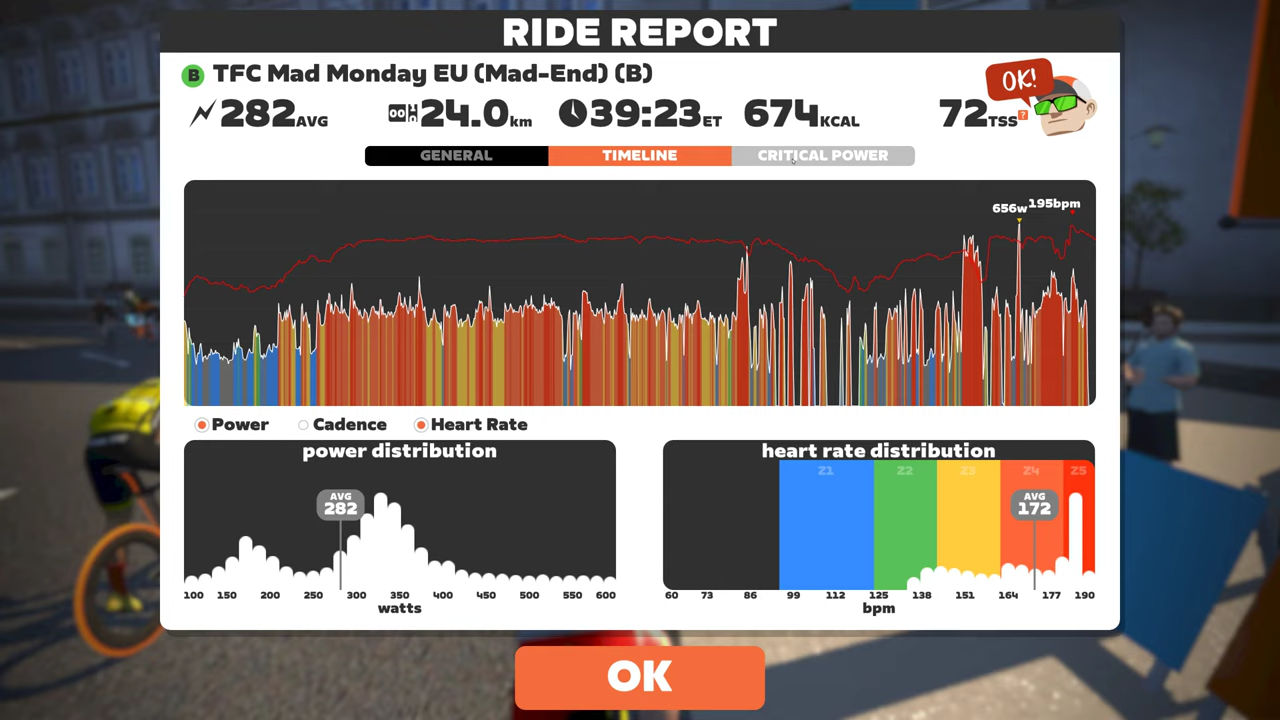 RIDE REPORT
B TFC Mad Monday EU (Mad-End) (B)
OK!
282AVG 24.0km 39:23ET 674KCAL 72TSS?
GENERAL TIMELINE CRITICAL POWER
656w 195bpm
Power Cadence Heart Rate
power distribution
AVG
282
100 150 200 250 300 350 400 450 500 550 600
watts
heart rate distribution
Z1 Z2 Z3 Z4 Z5
AVG
172
60 73 86 99 112 125 138 151 164 177 190
bpm
OK